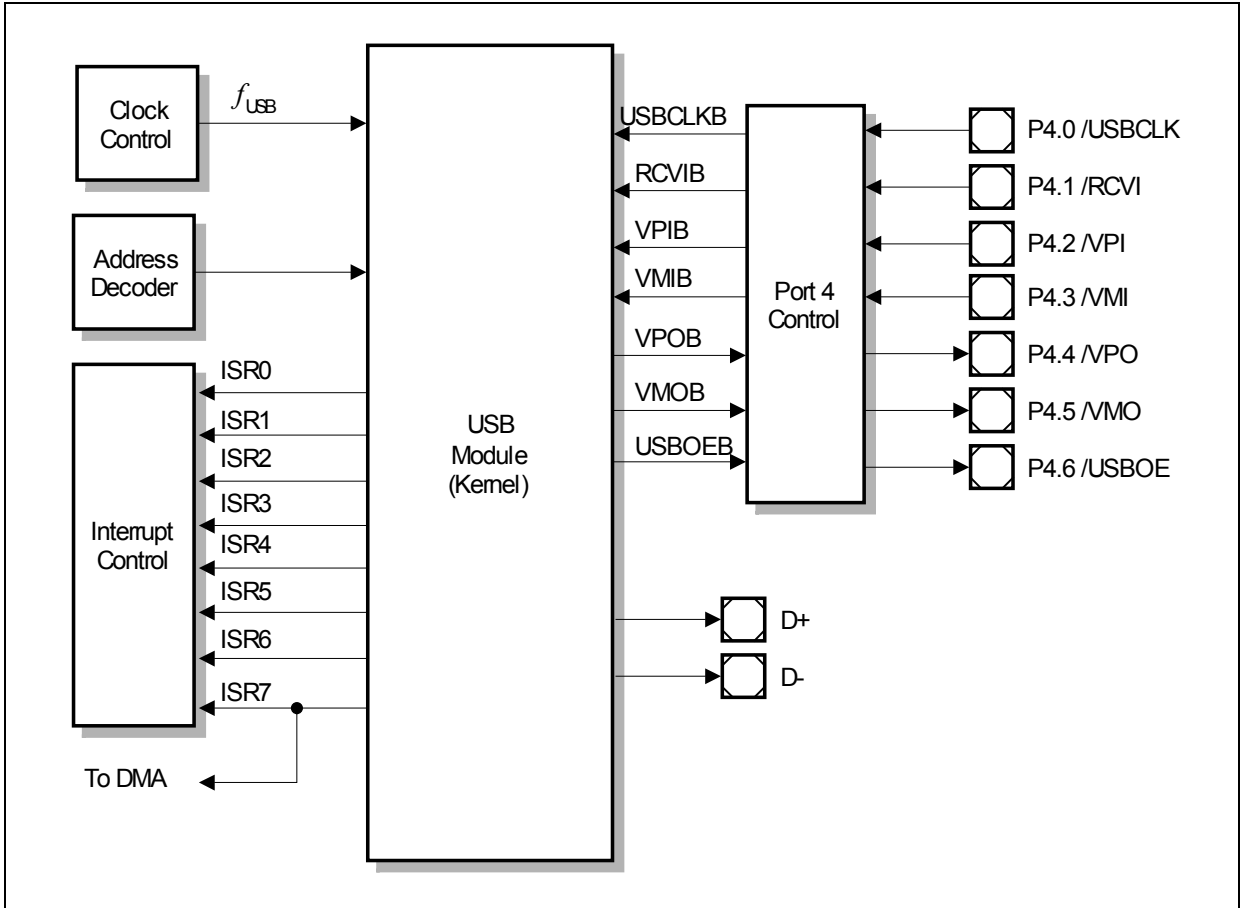 Clock
Control
fUSB
Address
Decoder
ISR0
ISR1
ISR2
ISR3
ISR4
ISR5
ISR6
ISR7
Interrupt
Control
To DMA
USB
Module
(Kernel)
USBCLKB
RCVIB
VPIB
VMIB
VPOB
VMOB
USBOEB
Port 4
Control
P4.0 /USBCLK
P4.1 /RCVI
P4.2 /VPI
P4.3 /VMI
P4.4 /VPO
P4.5 /VMO
P4.6 /USBOE
D+
D-